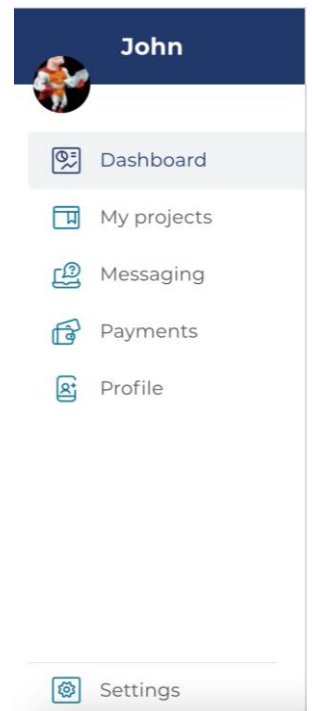 John
Dashboard
My projects
Messaging
Payments
Profile
Settings